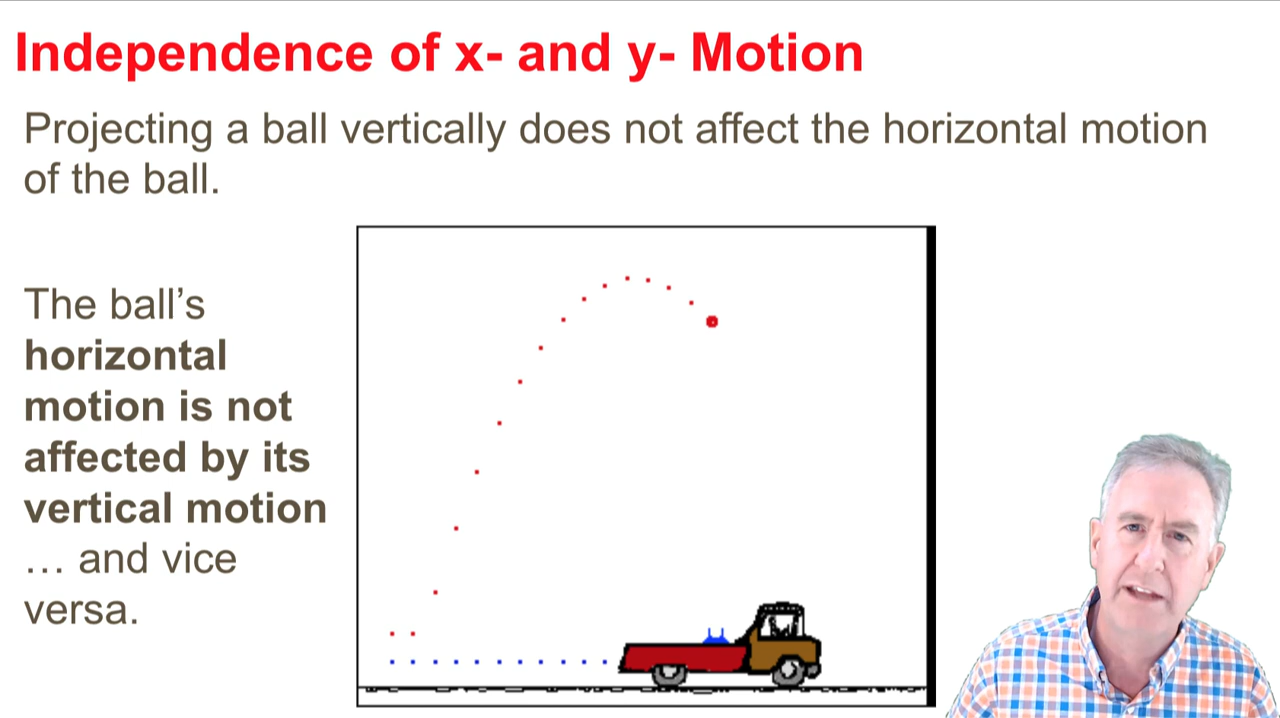 Independence of x- and y- Motion
Projecting a ball vertically does not affect the horizontal motion
of the ball.
The ball’s
horizontal
motion is not
affected by its
vertical motion
… and vice
versa.